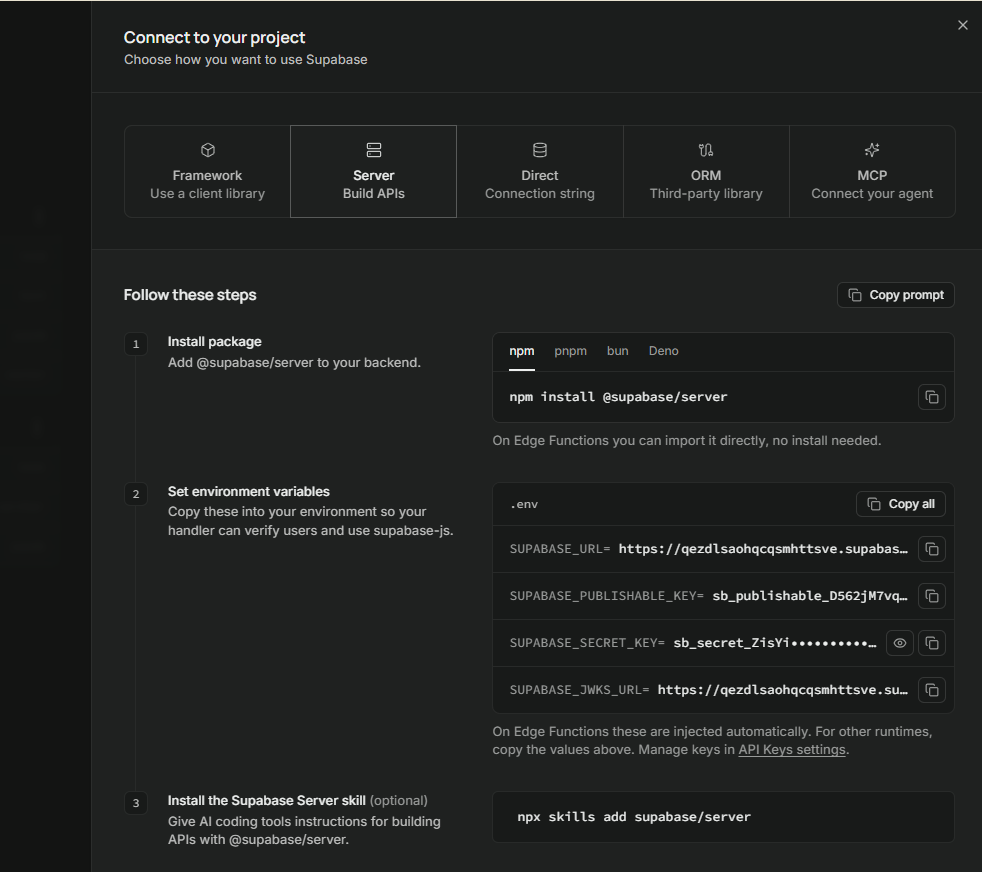 Connect to your project
Choose how you want to use Supabase
Framework
Use a client library
Server
Build APIs
Direct
Connection string
ORM
Third-party library
MCP
Connect your agent
Follow these steps
Copy prompt
1
Install package
Add @supabase/server to your backend.
npm pnpm bun Deno
npm install @supabase/server
On Edge Functions you can import it directly, no install needed.
2
Set environment variables
Copy these into your environment so your
handler can verify users and use supabase-js.
.env
Copy all
SUPABASE_URL= https://qezdlsaohqcqsmhttsve.supabas…
SUPABASE_PUBLISHABLE_KEY= sb_publishable_D562jM7vq…
SUPABASE_SECRET_KEY= sb_secret_ZisYi••••••••••…
SUPABASE_JWKS_URL= https://qezdlsaohqcqsmhttsve.su…
On Edge Functions these are injected automatically. For other runtimes,
copy the values above. Manage keys in API Keys settings.
3
Install the Supabase Server skill (optional)
Give AI coding tools instructions for building
APIs with @supabase/server.
npx skills add supabase/server